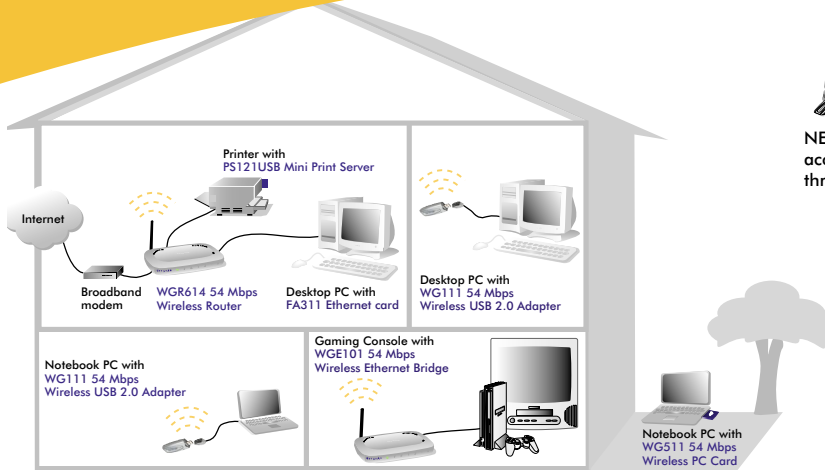 NE
acc
thr
Printer with
PS121USB Mini Print Server
Internet
Broadband
modem
WGR614 54 Mbps
Wireless Router
Desktop PC with
FA311 Ethernet card
Desktop PC with
WG111 54 Mbps
Wireless USB 2.0 Adapter
Notebook PC with
WG111 54 Mbps
Wireless USB 2.0 Adapter
Gaming Console with
WGE101 54 Mbps
Wireless Ethernet Bridge
Notebook PC with
WG511 54 Mbps
Wireless PC Card